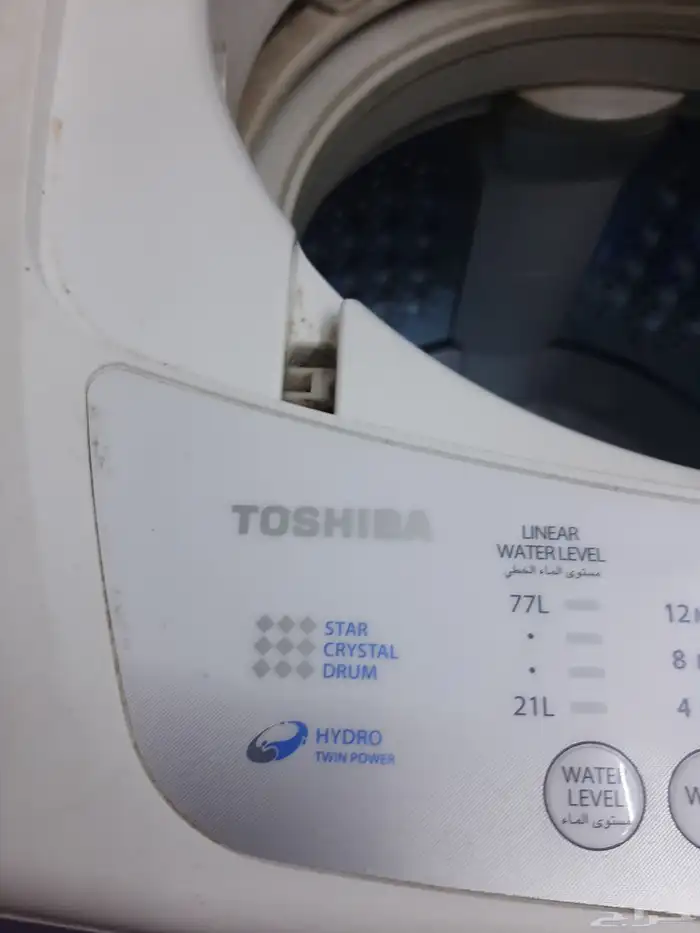 TOSHIBA
LINEAR
WATER LEVEL
مستوى الماء الخطي
77L
12
8
21L
4
STAR
CRYSTAL
DRUM
HYDRO
TWIN POWER
WATER
LEVEL
مستوى الماء
W
حراج